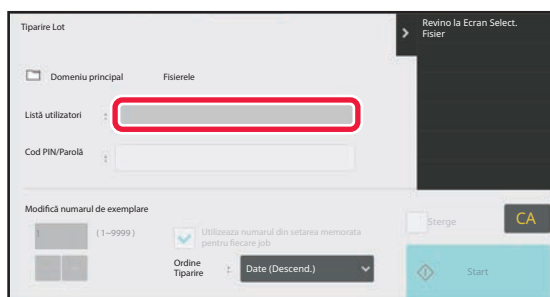 Tiparire Lot
Revino la Ecran Select.
Fisier
Domeniu principal Fisierele
Listă utilizatori :
Cod PIN/Parolă :
Modifică numarul de exemplare
1 (1~9999)
Utilizeaza numarul din setarea memorata
pentru fiecare job
Ordine
Tiparire : Date (Descend.)
Sterge
CA
Start